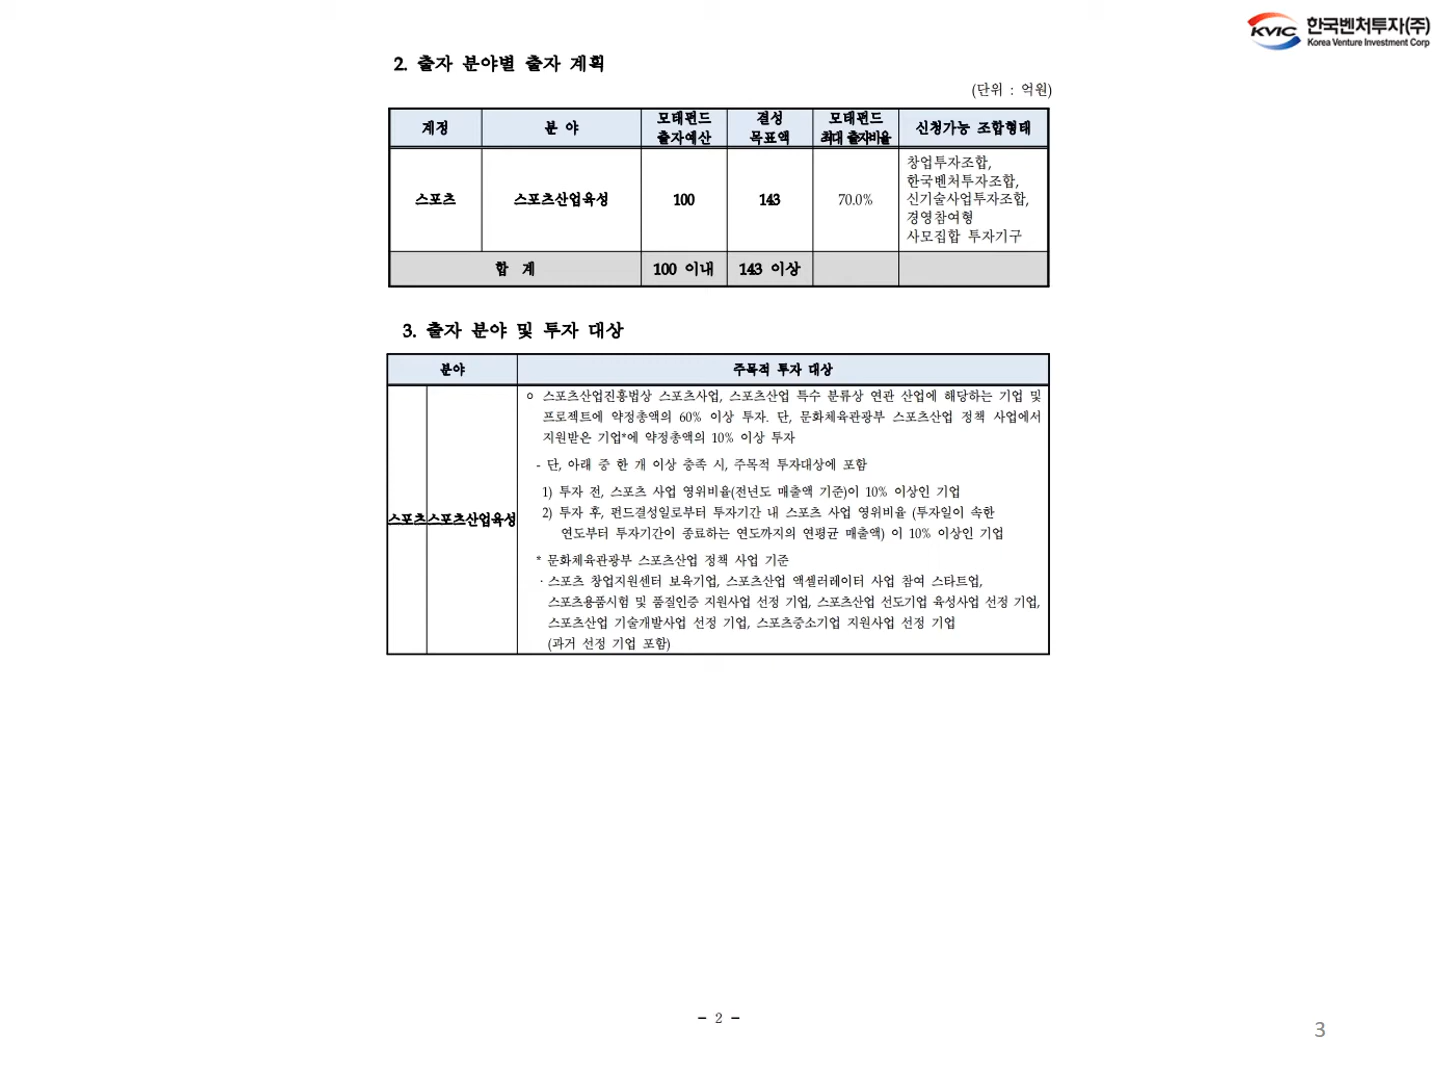 KVIC 한국벤처투자(주)
Korea Venture Investment Corp
2. 출자 분야별 출자 계획
(단위 : 억원)
계정 분 야 모태펀드 출자예산 결성 목표액 모태펀드 최대 출자비율 신청가능 조합형태
스포츠 스포츠산업육성 100 143 70.0%
창업투자조합,
한국벤처투자조합,
신기술사업투자조합,
경영참여형
사모집합 투자기구
합 계 100 이내 143 이상
3. 출자 분야 및 투자 대상
분야 주목적 투자 대상
스포츠 스포츠산업육성
ㅇ 스포츠산업진흥법상 스포츠사업, 스포츠산업 특수 분류상 연관 산업에 해당하는 기업 및
프로젝트에 약정총액의 60% 이상 투자. 단, 문화체육관광부 스포츠산업 정책 사업에서
지원받은 기업*에 약정총액의 10% 이상 투자
- 단, 아래 중 한 개 이상 충족 시, 주목적 투자대상에 포함
1) 투자 전, 스포츠 사업 영위비율(전년도 매출액 기준)이 10% 이상인 기업
2) 투자 후, 펀드결성일로부터 투자기간 내 스포츠 사업 영위비율 (투자일이 속한
연도부터 투자기간이 종료하는 연도까지의 연평균 매출액) 이 10% 이상인 기업
* 문화체육관광부 스포츠산업 정책 사업 기준
· 스포츠 창업지원센터 보육기업, 스포츠산업 액셀러레이터 사업 참여 스타트업,
스포츠용품시험 및 품질인증 지원사업 선정 기업, 스포츠산업 선도기업 육성사업 선정 기업,
스포츠산업 기술개발사업 선정 기업, 스포츠중소기업 지원사업 선정 기업
(과거 선정 기업 포함)
- 2 -
3